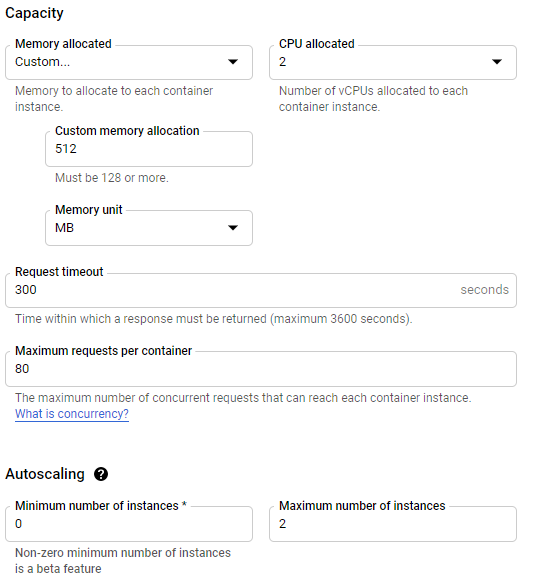 Capacity
Memory allocated
Custom...
CPU allocated
2
Memory to allocate to each container
instance.
Number of vCPUs allocated to each
container instance.
Custom memory allocation
512
Must be 128 or more.
Memory unit
MB
Request timeout
300
seconds
Time within which a response must be returned (maximum 3600 seconds).
Maximum requests per container
80
The maximum number of concurrent requests that can reach each container instance.
What is concurrency?
Autoscaling ?
Minimum number of instances *
0
Maximum number of instances
2
Non-zero minimum number of instances
is a beta feature